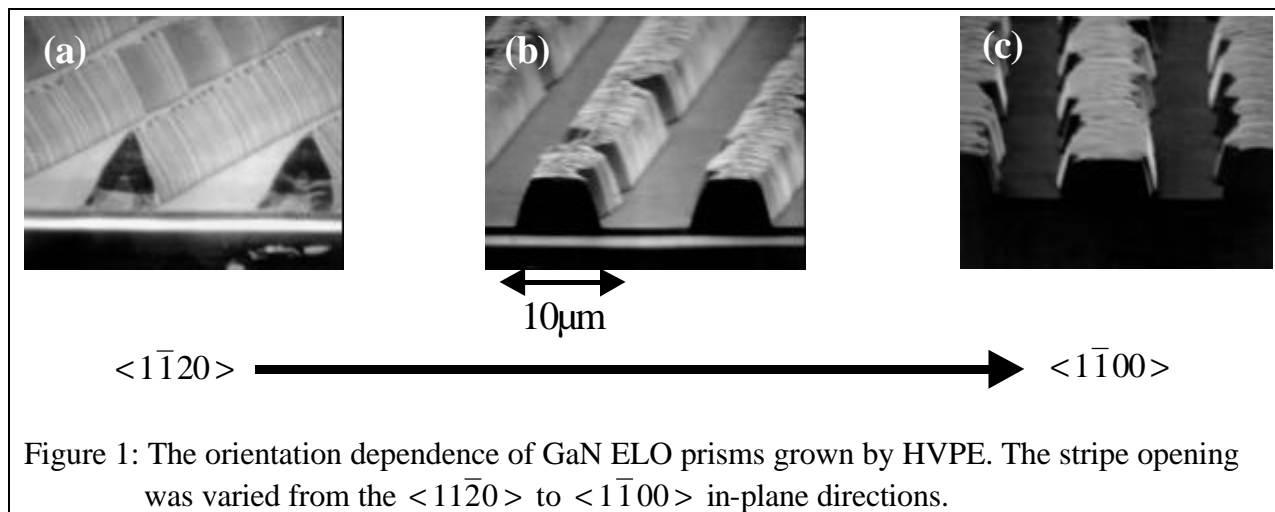 (a) (b) (c)
10μm
<11̅20> <11̅00>
Figure 1: The orientation dependence of GaN ELO prisms grown by HVPE. The stripe opening
was varied from the <112̅0> to <11̅00> in-plane directions.